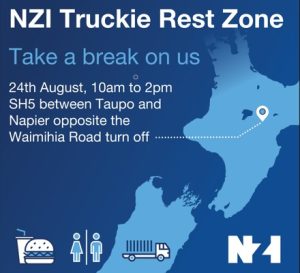 NZI Truckie Rest Zone
Take a break on us
24th August, 10am to 2pm
SH5 between Taupo and
Napier opposite the
Waimihia Road turn off
NZI